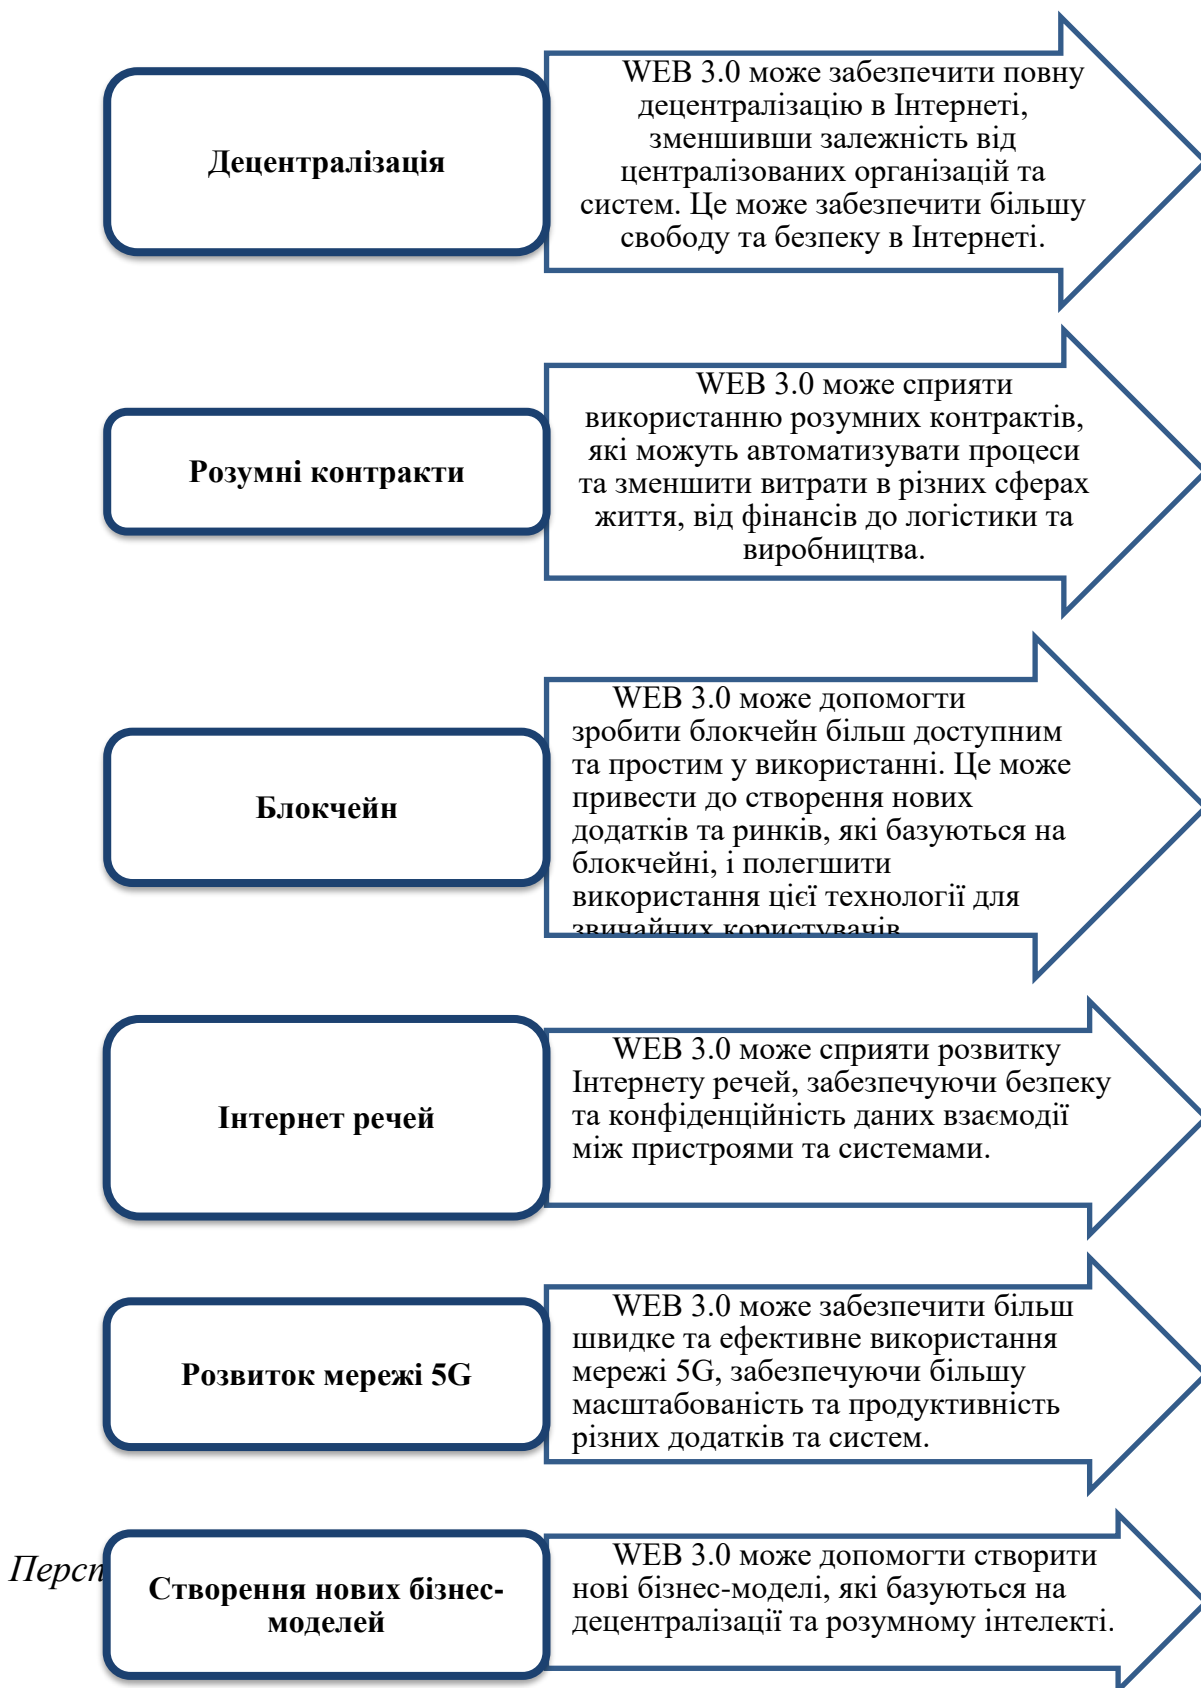 Децентралізація
WEB 3.0 може забезпечити повну
децентралізацію в Інтернеті,
зменшивши залежність від
централізованих організацій та
систем. Це може забезпечити більшу
свободу та безпеку в Інтернеті.
Розумні контракти
WEB 3.0 може сприяти
використанню розумних контрактів,
які можуть автоматизувати процеси
та зменшити витрати в різних сферах
життя, від фінансів до логістики та
виробництва.
Блокчейн
WEB 3.0 може допомогти
зробити блокчейн більш доступним
та простим у використанні. Це може
привести до створення нових
додатків та ринків, які базуються на
блокчейні, і полегшити
використання цієї технології для
звичайних користувачів.
Інтернет речей
WEB 3.0 може сприяти розвитку
Інтернету речей, забезпечуючи безпеку
та конфіденційність даних взаємодії
між пристроями та системами.
Розвиток мережі 5G
WEB 3.0 може забезпечити більш
швидке та ефективне використання
мережі 5G, забезпечуючи більшу
масштабованість та продуктивність
різних додатків та систем.
Створення нових бізнес-
моделей
WEB 3.0 може допомогти створити
нові бізнес-моделі, які базуються на
децентралізації та розумному інтелекті.